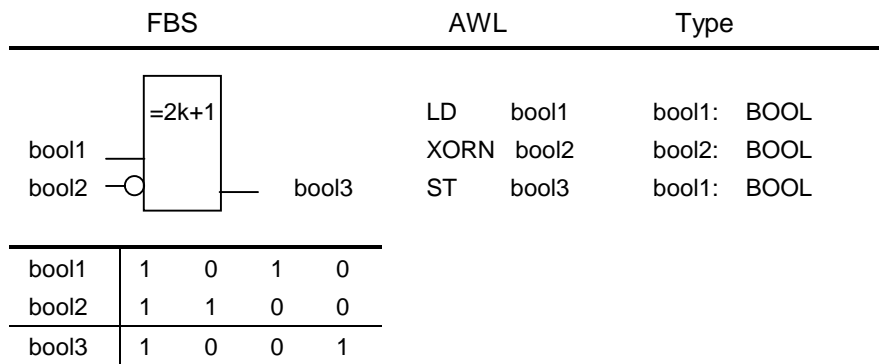 FBS AWL Type
=2k+1
LD bool1 bool1: BOOL
bool1 XORN bool2 bool2: BOOL
bool2 bool3 ST bool3 bool1: BOOL
bool1 1 0 1 0
bool2 1 1 0 0
bool3 1 0 0 1